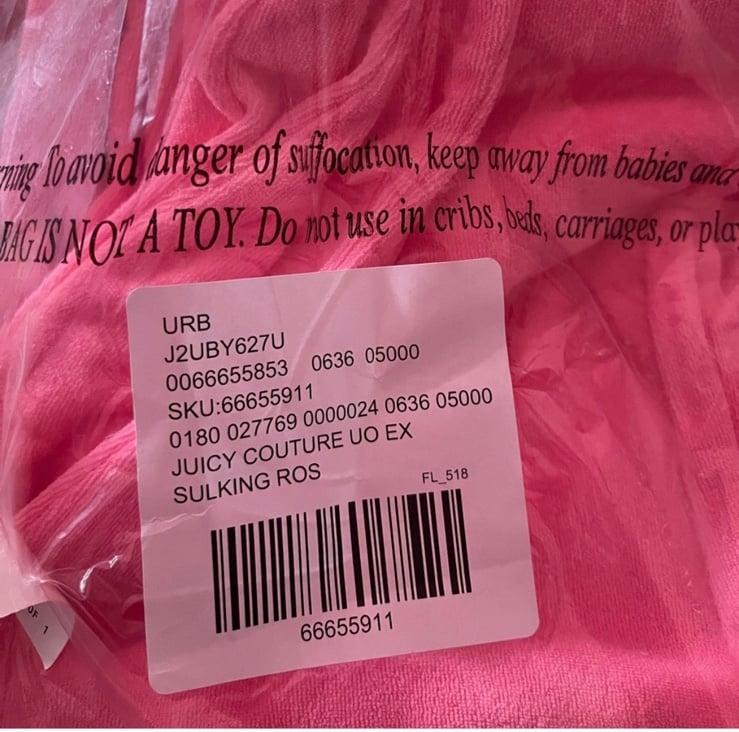 To avoid danger of suffocation, keep away from babies and
BAG IS NOT A TOY. Do not use in cribs, beds, carriages, or
URB
J2UBY627U
0066655853 0636 05000
SKU:66655911
0180 027769 0000024 0636 05000
JUICY COUTURE UO EX
SULKING ROS
FL_518
66655911
OF 1